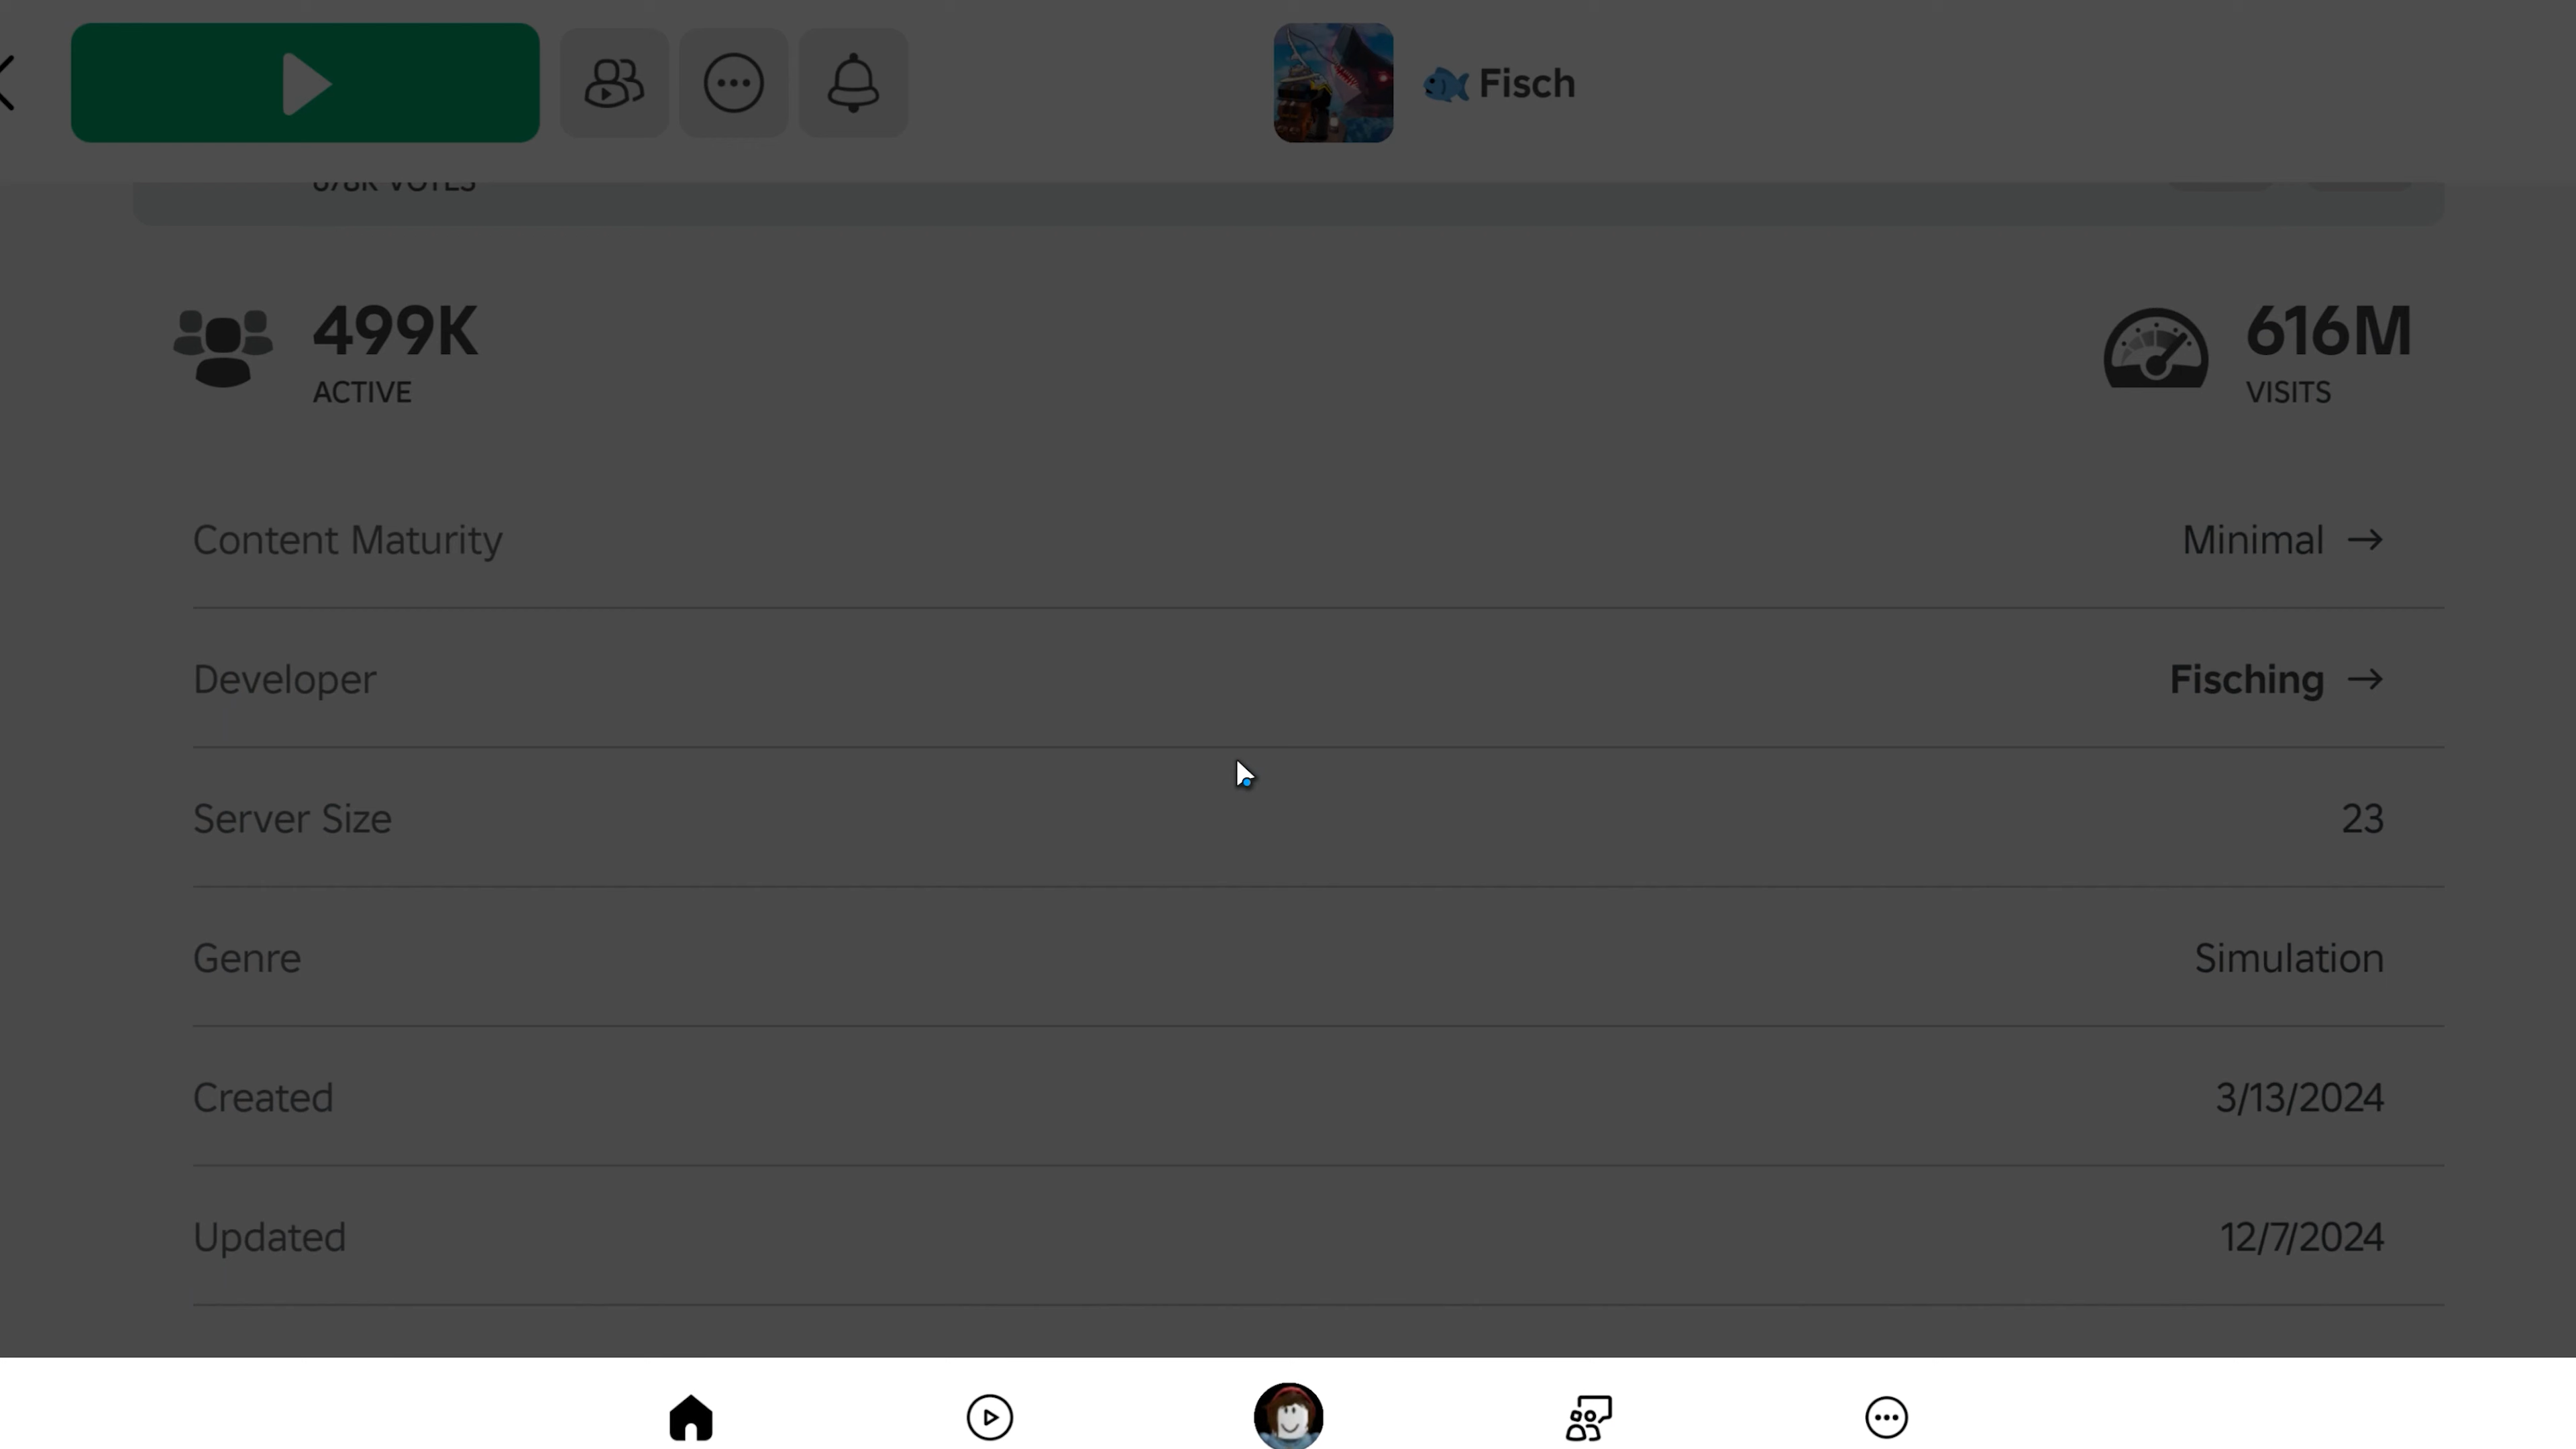 Fisch
499K
ACTIVE
616M
VISITS
Content Maturity
Minimal →
Developer
Fisching →
Server Size
23
Genre
Simulation
Created
3/13/2024
Updated
12/7/2024